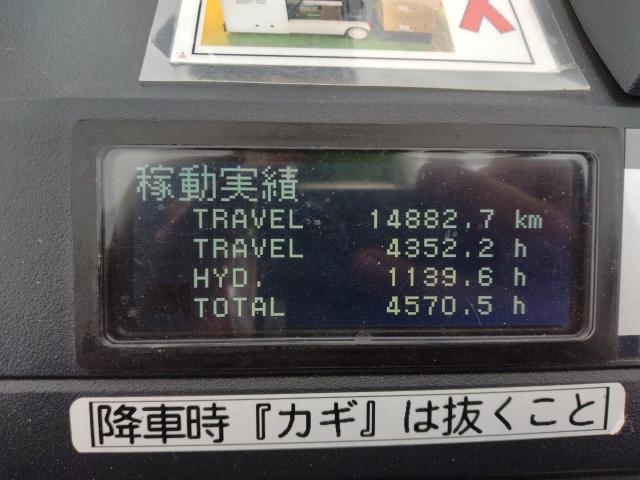 稼動実績
TRAVEL 14882.7 km
TRAVEL 4352.2 h
HYD. 1139.6 h
TOTAL 4570.5 h
降車時『カギ』は抜くこと